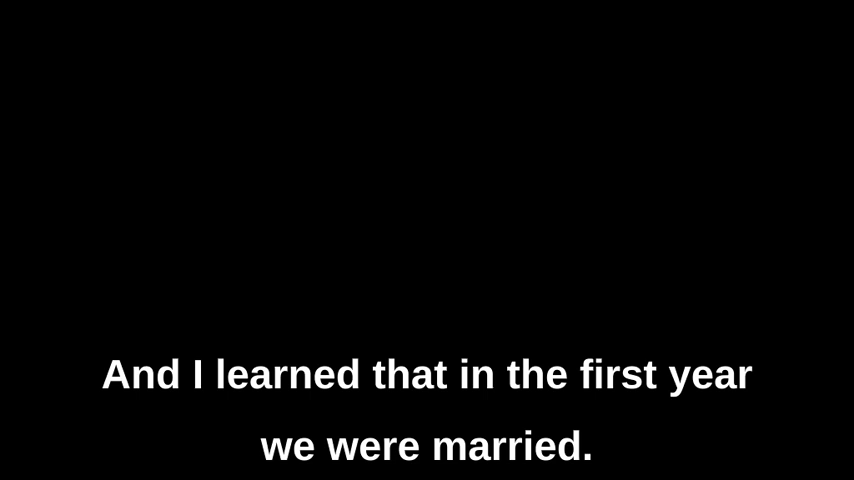 And I learned that in the first year
we were married.